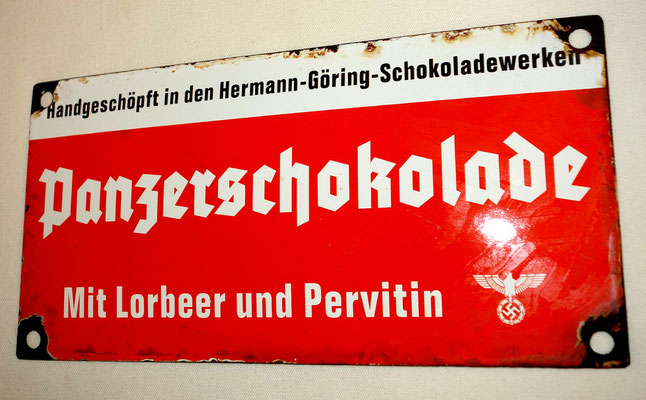 Handgeschöpft in den Hermann-Göring-Schokoladewerken
Panzerschokolade
Mit Lorbeer und Pervitin